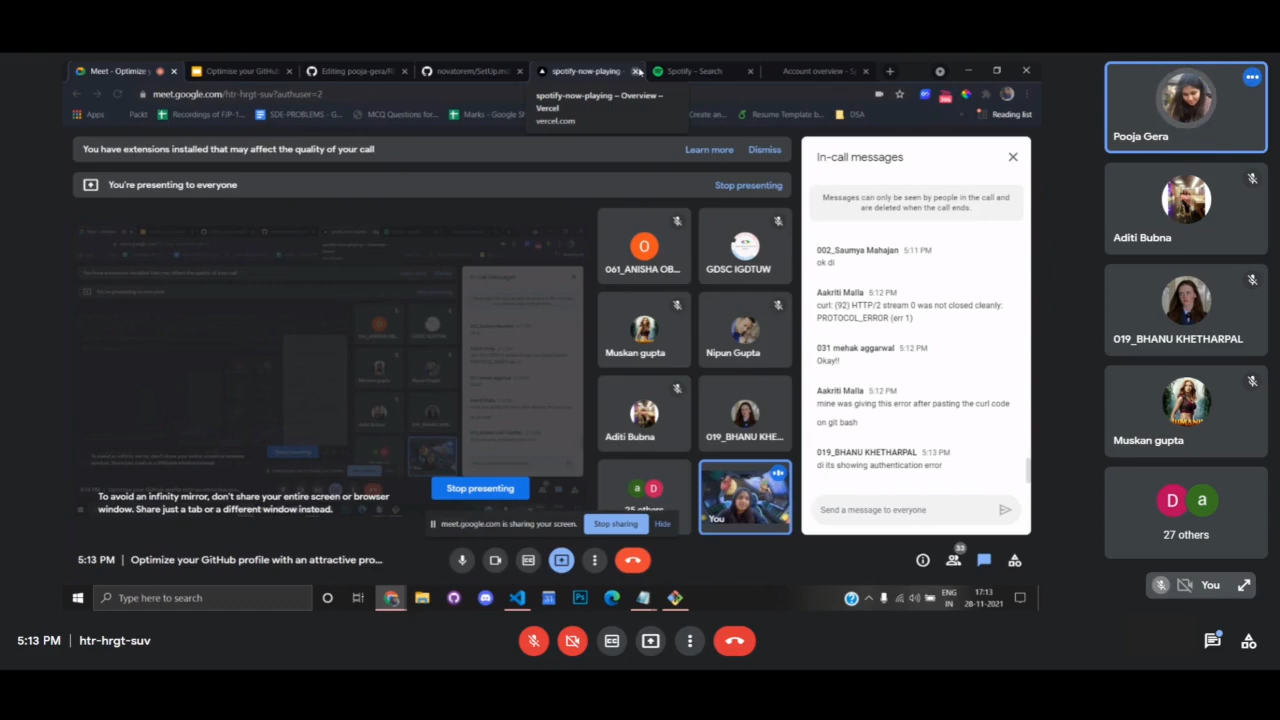 Meet - Optimize y
Optimise your GitHub
Editing pooja-gera/RE
novatorem/SetUp.md
spotify-now-playing -
Spotify – Search
Account overview - Sp
meet.google.com/htr-hrgt-suv?authuser=2
spotify-now-playing – Overview –
Vercel
vercel.com
Apps
Packt
Recordings of FJP-1...
SDE-PROBLEMS - G...
MCQ Questions for...
Marks - Google Sh
Create an...
Resume Template b...
DSA
Reading list
You have extensions installed that may affect the quality of your call
Learn more
Dismiss
You're presenting to everyone
Stop presenting
061_ANISHA OB...
GDSC IGDTUW
Muskan gupta
Nipun Gupta
Aditi Bubna
019_BHANU KHE...
a D
25 others
You
To avoid an infinity mirror, don't share your entire screen or browser
window. Share just a tab or a different window instead.
Stop presenting
meet.google.com is sharing your screen.
Stop sharing
Hide
In-call messages
Messages can only be seen by people in the call and
are deleted when the call ends.
002_Saumya Mahajan 5:11 PM
ok di
Aakriti Malla 5:12 PM
curl: (92) HTTP/2 stream 0 was not closed cleanly:
PROTOCOL_ERROR (err 1)
031 mehak aggarwal 5:12 PM
Okay!!
Aakriti Malla 5:12 PM
mine was giving this error after pasting the curl code
on git bash
019_BHANU KHETHARPAL 5:13 PM
di its showing authentication error
Send a message to everyone
5:13 PM | Optimize your GitHub profile with an attractive pro...
33
Type here to search
ENG
IN
17:13
28-11-2021
Pooja Gera
Aditi Bubna
019_BHANU KHETHARPAL
Muskan gupta
D a
27 others
You
5:13 PM | htr-hrgt-suv